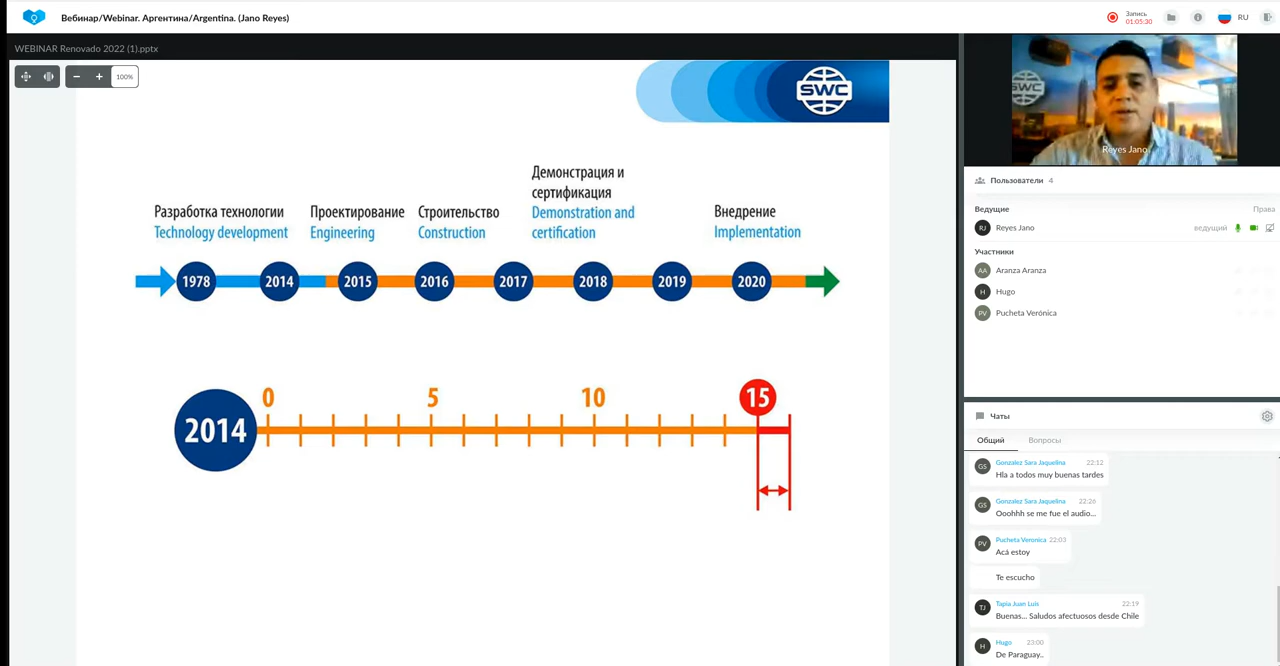 Вебинар/Webinar. Аргентина/Argentina. (Jano Reyes)
Запись
01:05:30
RU
WEBINAR Renovado 2022 (1).pptx
100%
SWC
Разработка технологии
Technology development
Проектирование
Engineering
Строительство
Construction
Демонстрация и
сертификация
Demonstration and
certification
Внедрение
Implementation
1978
2014
2015
2016
2017
2018
2019
2020
2014
0
5
10
15
SWC
Reyes Jano
Пользователи 4
Ведущие
Права
RJ
Reyes Jano
ведущий
Участники
AA
Aranza Aranza
H
Hugo
PV
Pucheta Verónica
Чаты
Общий
Вопросы
GS
Gonzalez Sara Jaquelina 22:12
Hla a todos muy buenas tardes
GS
Gonzalez Sara Jaquelina 22:26
Ooohhh se me fue el audio...
PV
Pucheta Veronica 22:03
Acá estoy
Te escucho
TJ
Tapia Juan Luis 22:19
Buenas... Saludos afectuosos desde Chile
H
Hugo 23:00
De Paraguay..